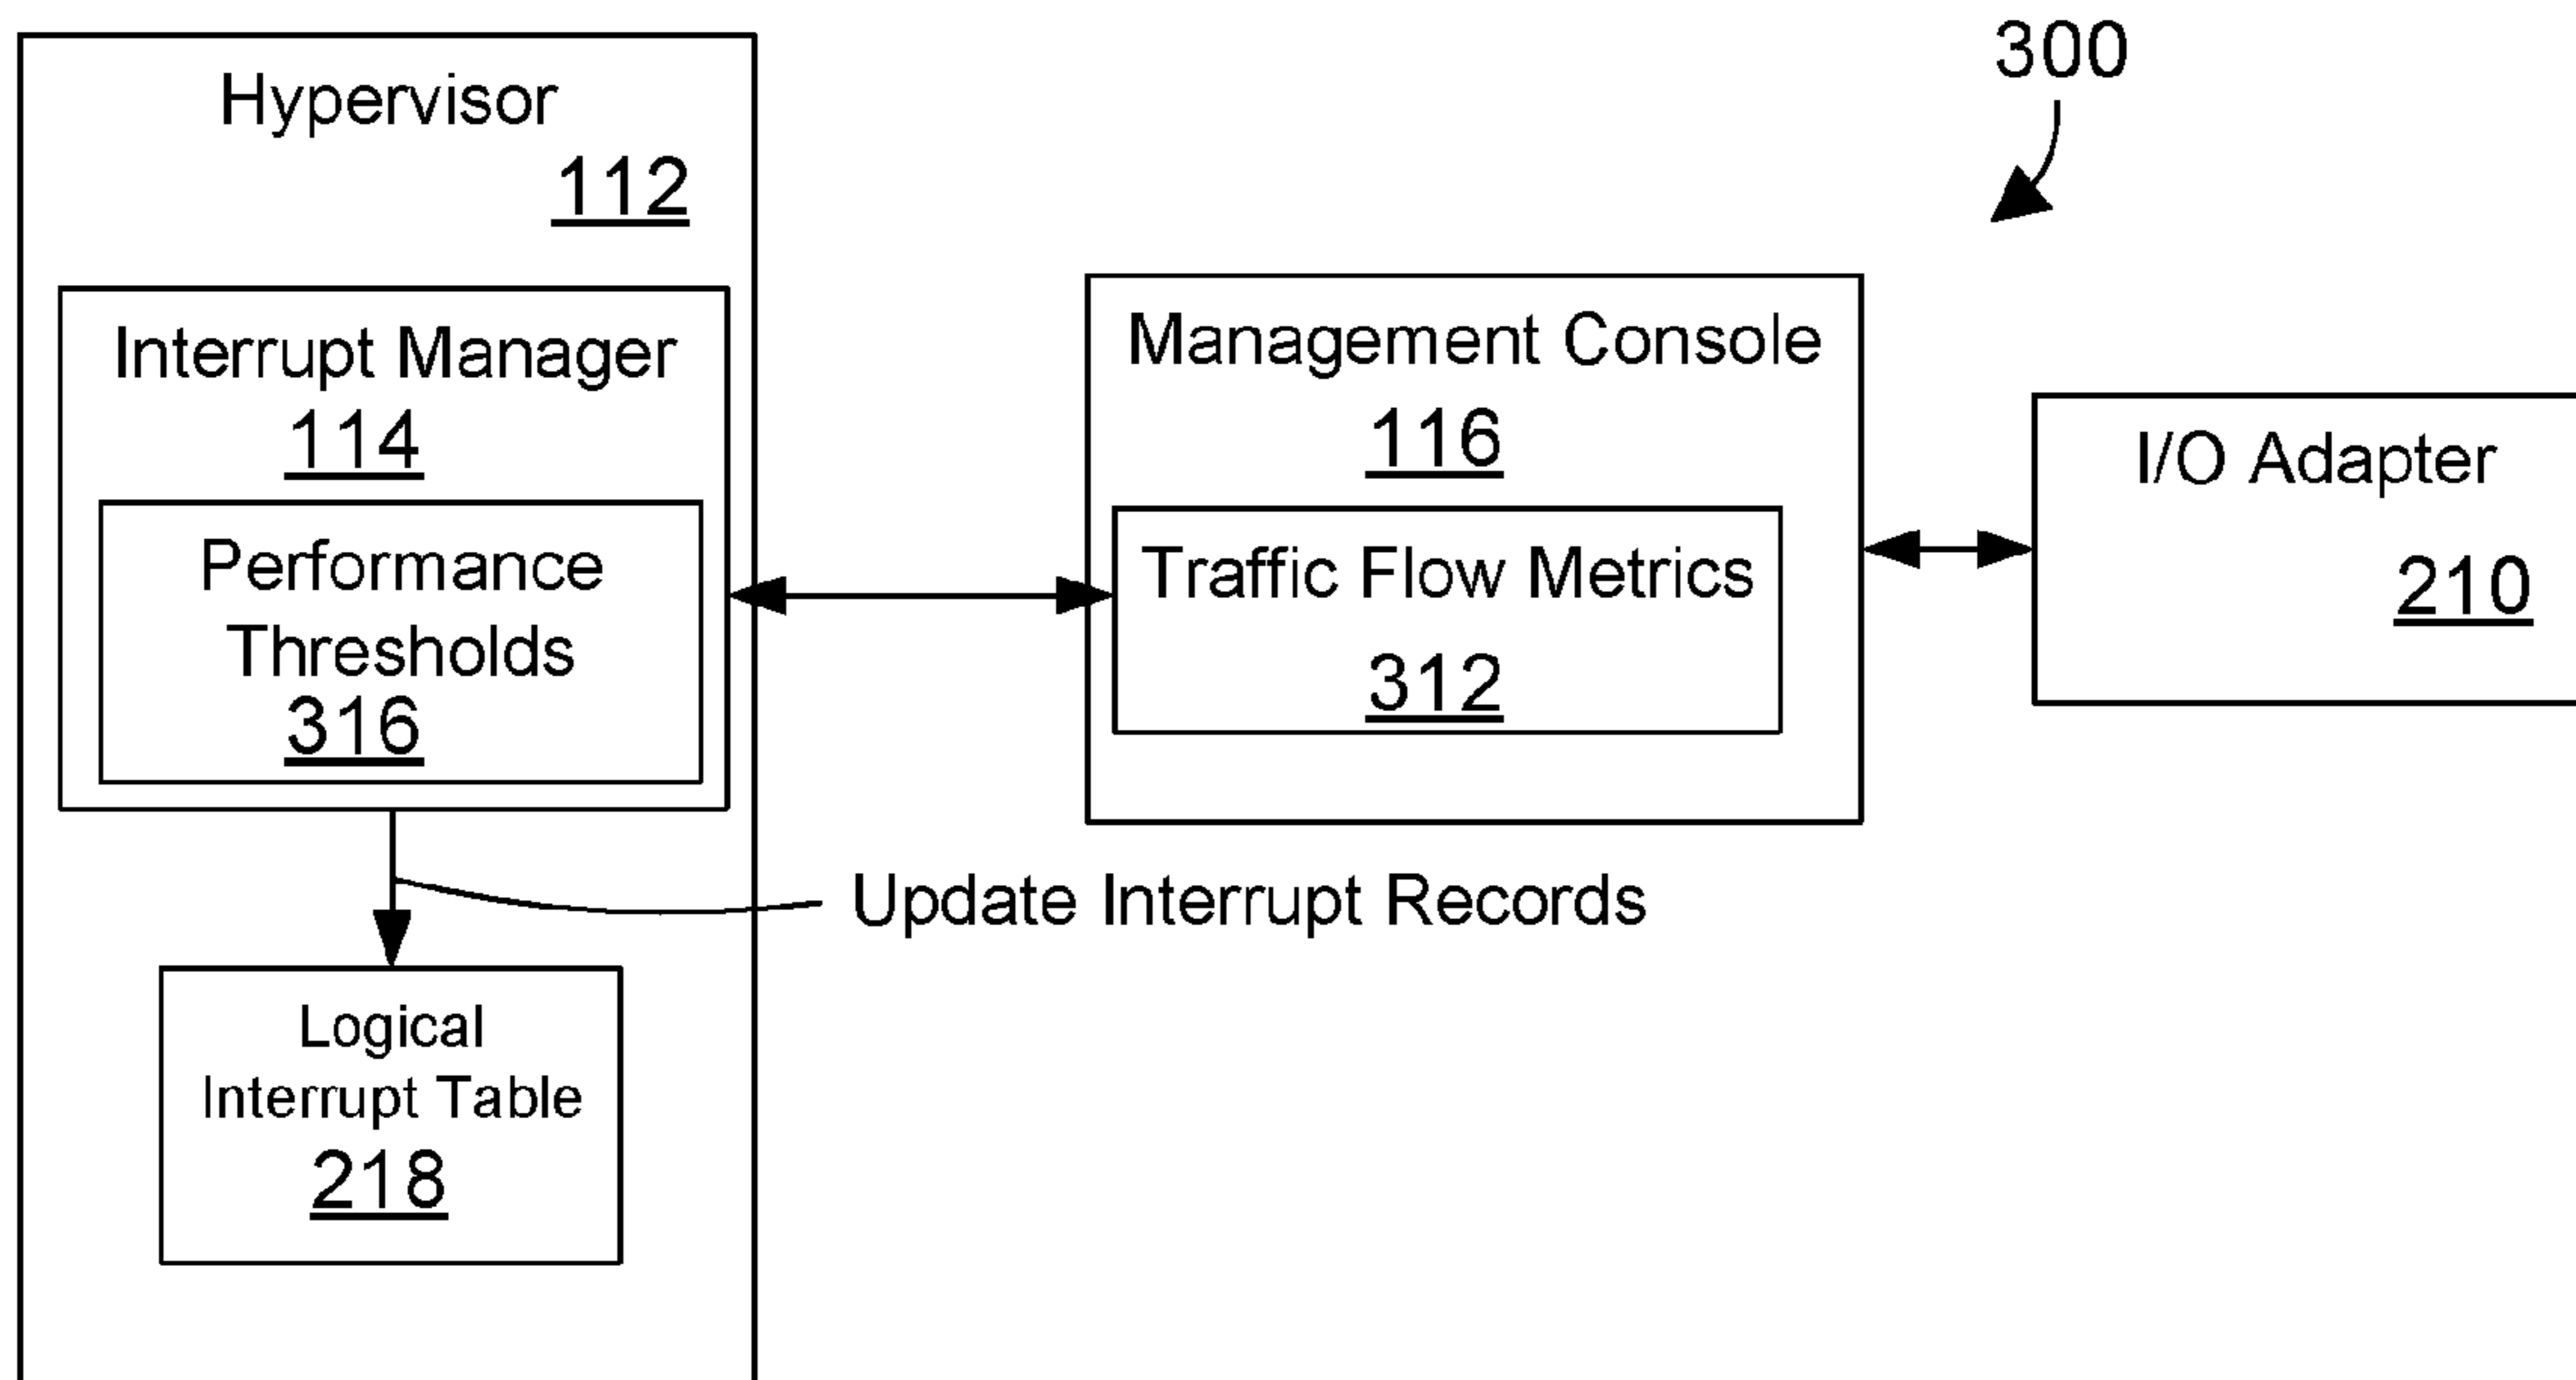 300
Hypervisor
112
Interrupt Manager
114
Performance
Thresholds
316
Management Console
116
Traffic Flow Metrics
312
I/O Adapter
210
Update Interrupt Records
Logical
Interrupt Table
218